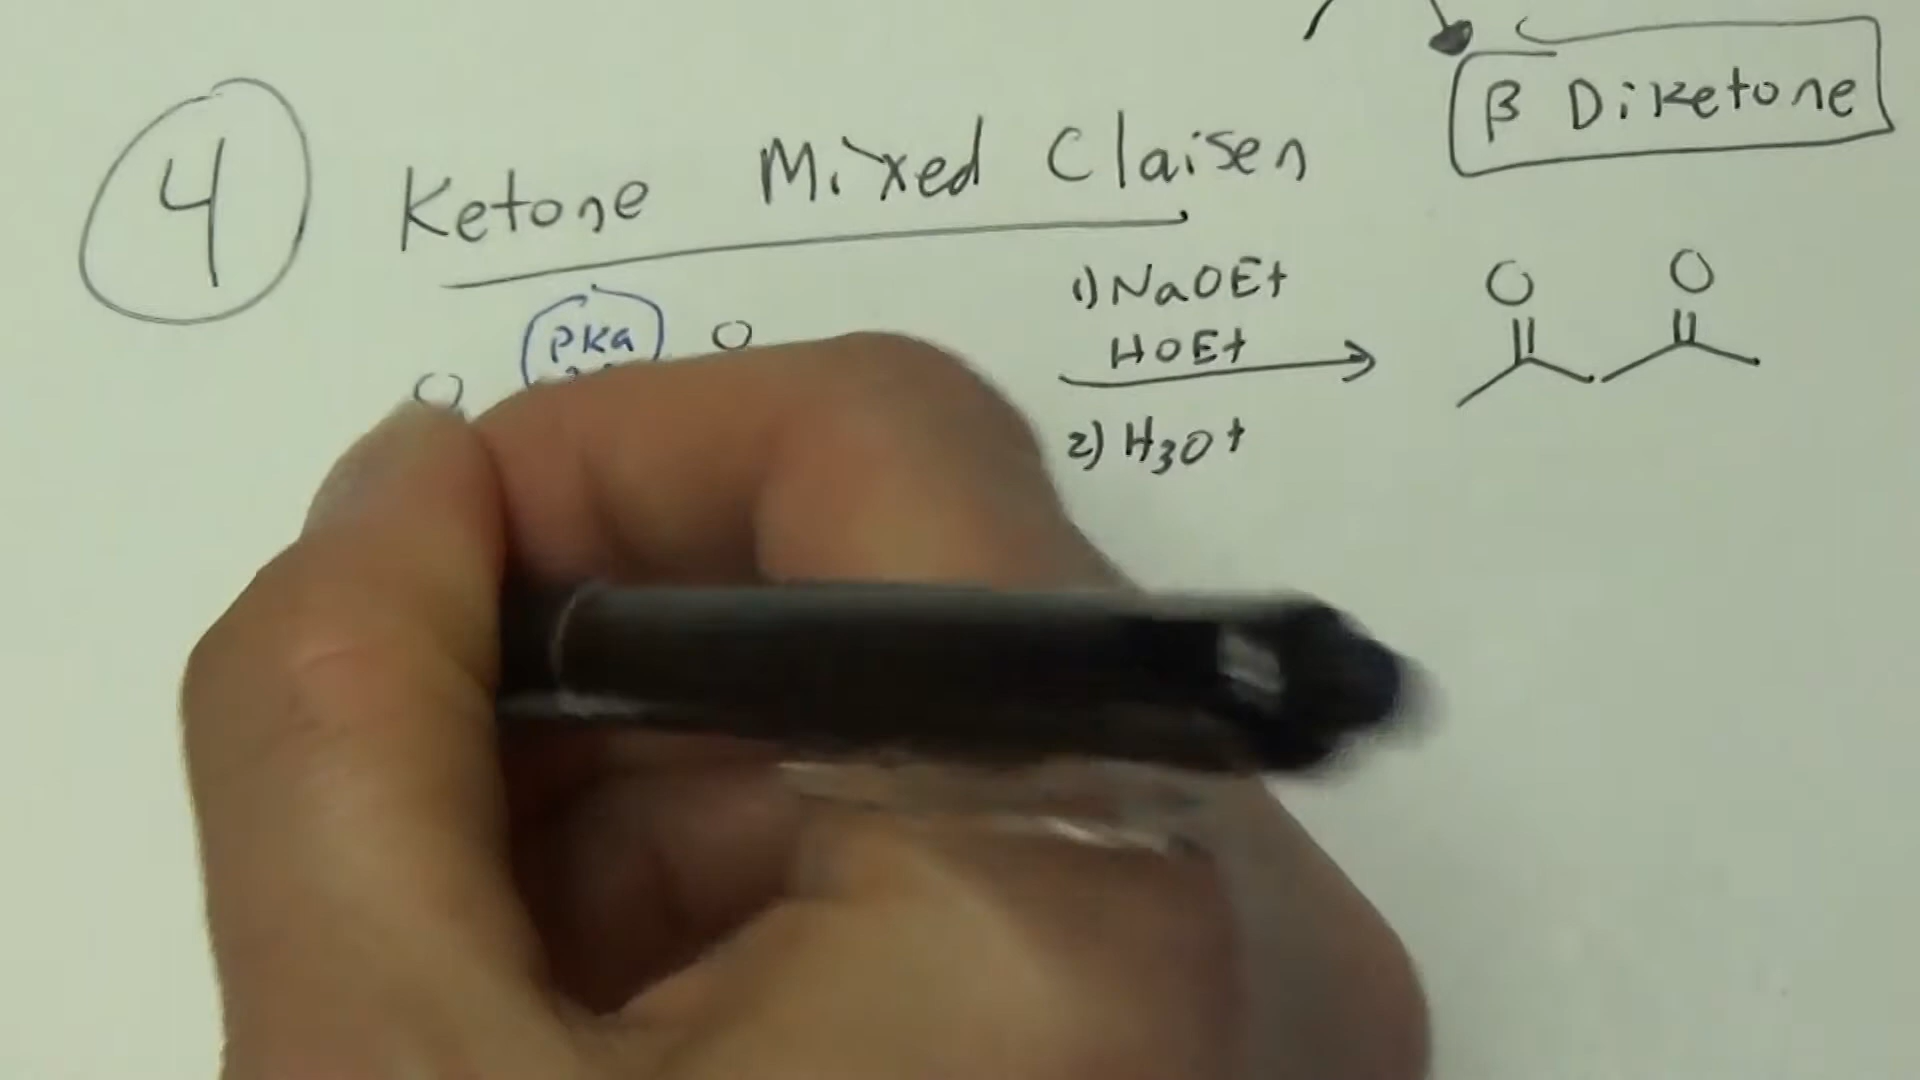 β Diketone
4 Ketone Mixed Claisen
1) NaOEt
HOEt
2) H3O+
O O
PKa
O
O